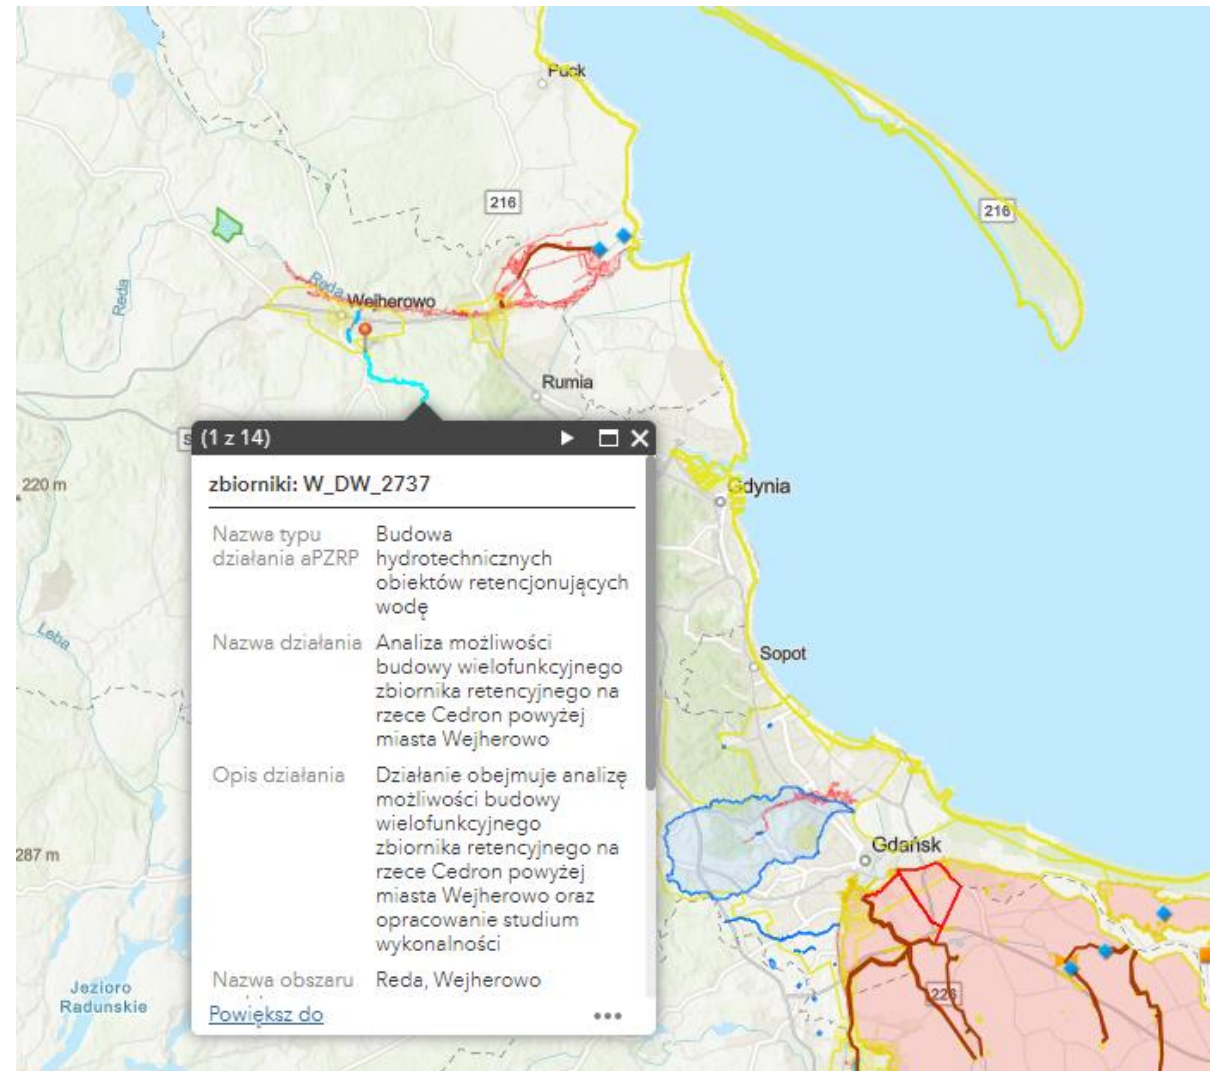 Puck
216
216
Reda
Reda
Wejherowo
Rumia
S
(1 z 14)
zbiorniki: W_DW_2737
220 m
Gdynia
Nazwa typu działania aPZRP
Budowa
hydrotechnicznych
obiektów retencjonujących
wodę
Nazwa działania
Analiza możliwości
budowy wielofunkcyjnego
zbiornika retencyjnego na
rzece Cedron powyżej
miasta Wejherowo
Łeba
Sopot
Opis działania
Działanie obejmuje analizę
możliwości budowy
wielofunkcyjnego
zbiornika retencyjnego na
rzece Cedron powyżej
miasta Wejherowo oraz
opracowanie studium
wykonalności
287 m
Gdańsk
Nazwa obszaru
Reda, Wejherowo
Jezioro
Raduńskie
226
Powiększ do